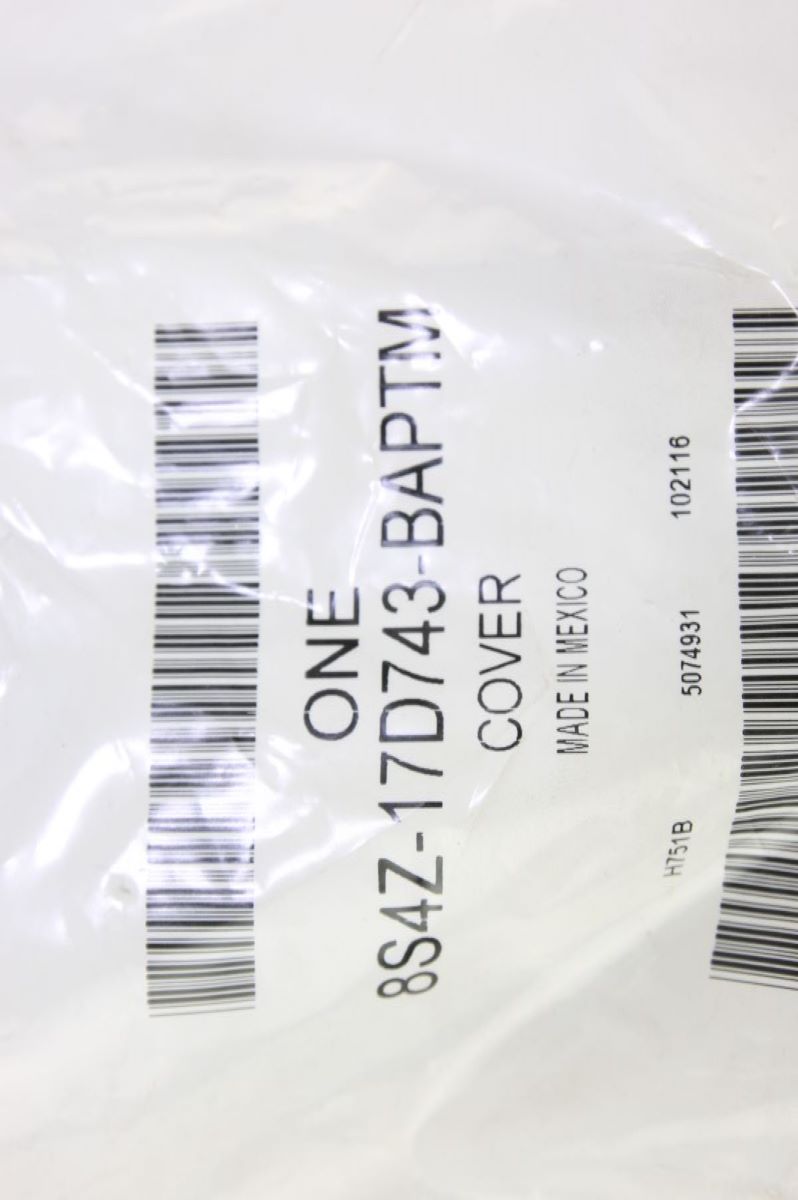 ONE
8S4Z-17D743-BAPTM
COVER
MADE IN MEXICO
H751B 5074931 102116